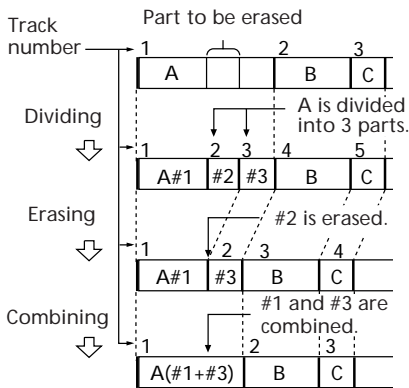 Track
number
Part to be erased
1 2 3
A B C
Dividing
A is divided
into 3 parts.
1 2 3 4 5
A#1 #2 #3 B C
Erasing
#2 is erased.
1 2 3 4
A#1 #3 B C
Combining
#1 and #3 are
combined.
1 2 3
A(#1+#3) B C